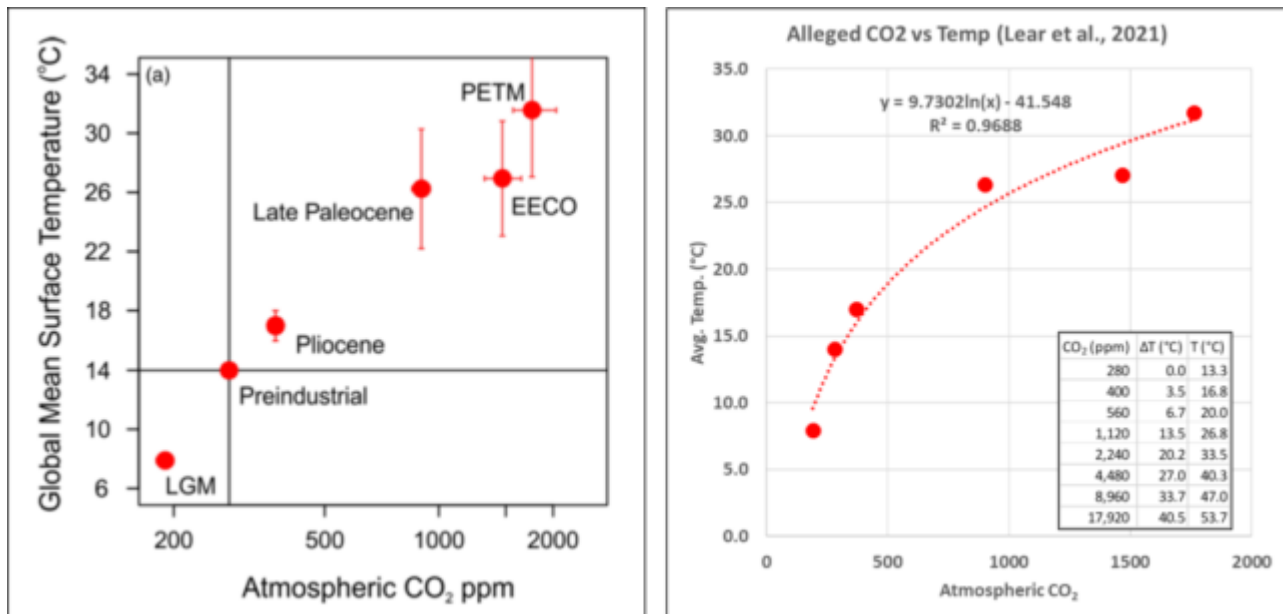 (a)
34
30
26
22
18
14
10
6
Global Mean Surface Temperature (°C)
PETM
EECO
Late Paleocene
Pliocene
Preindustrial
LGM
200
500
1000
2000
Atmospheric CO₂ ppm
Alleged CO2 vs Temp (Lear et al., 2021)
35.0
30.0
25.0
20.0
15.0
10.0
5.0
0.0
Avg. Temp. (°C)
y = 9.7302ln(x) - 41.548
R² = 0.9688
CO₂ (ppm) ΔT (°C) T (°C)
280 0.0 13.3
400 3.5 16.8
560 6.7 20.0
1,120 13.5 26.8
2,240 20.2 33.5
4,480 27.0 40.3
8,960 33.7 47.0
17,920 40.5 53.7
0
500
1000
1500
2000
Atmospheric CO₂